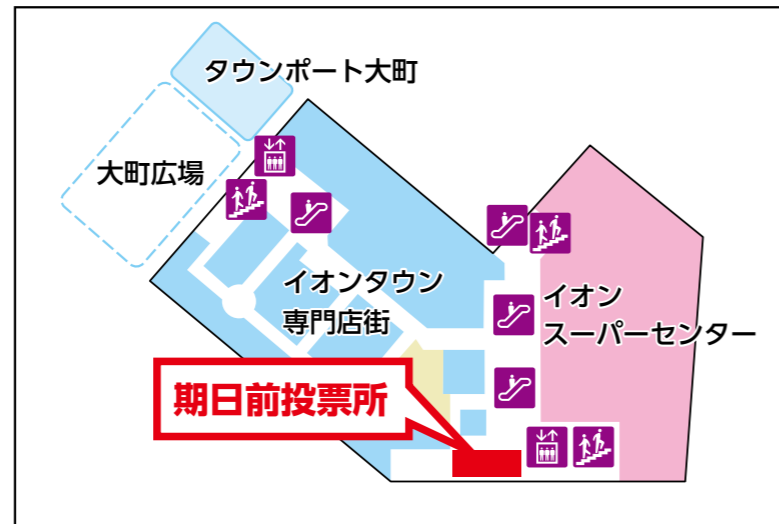 タウンポート大町
大町広場
イオンタウン
専門店街
イオン
スーパーセンター
期日前投票所